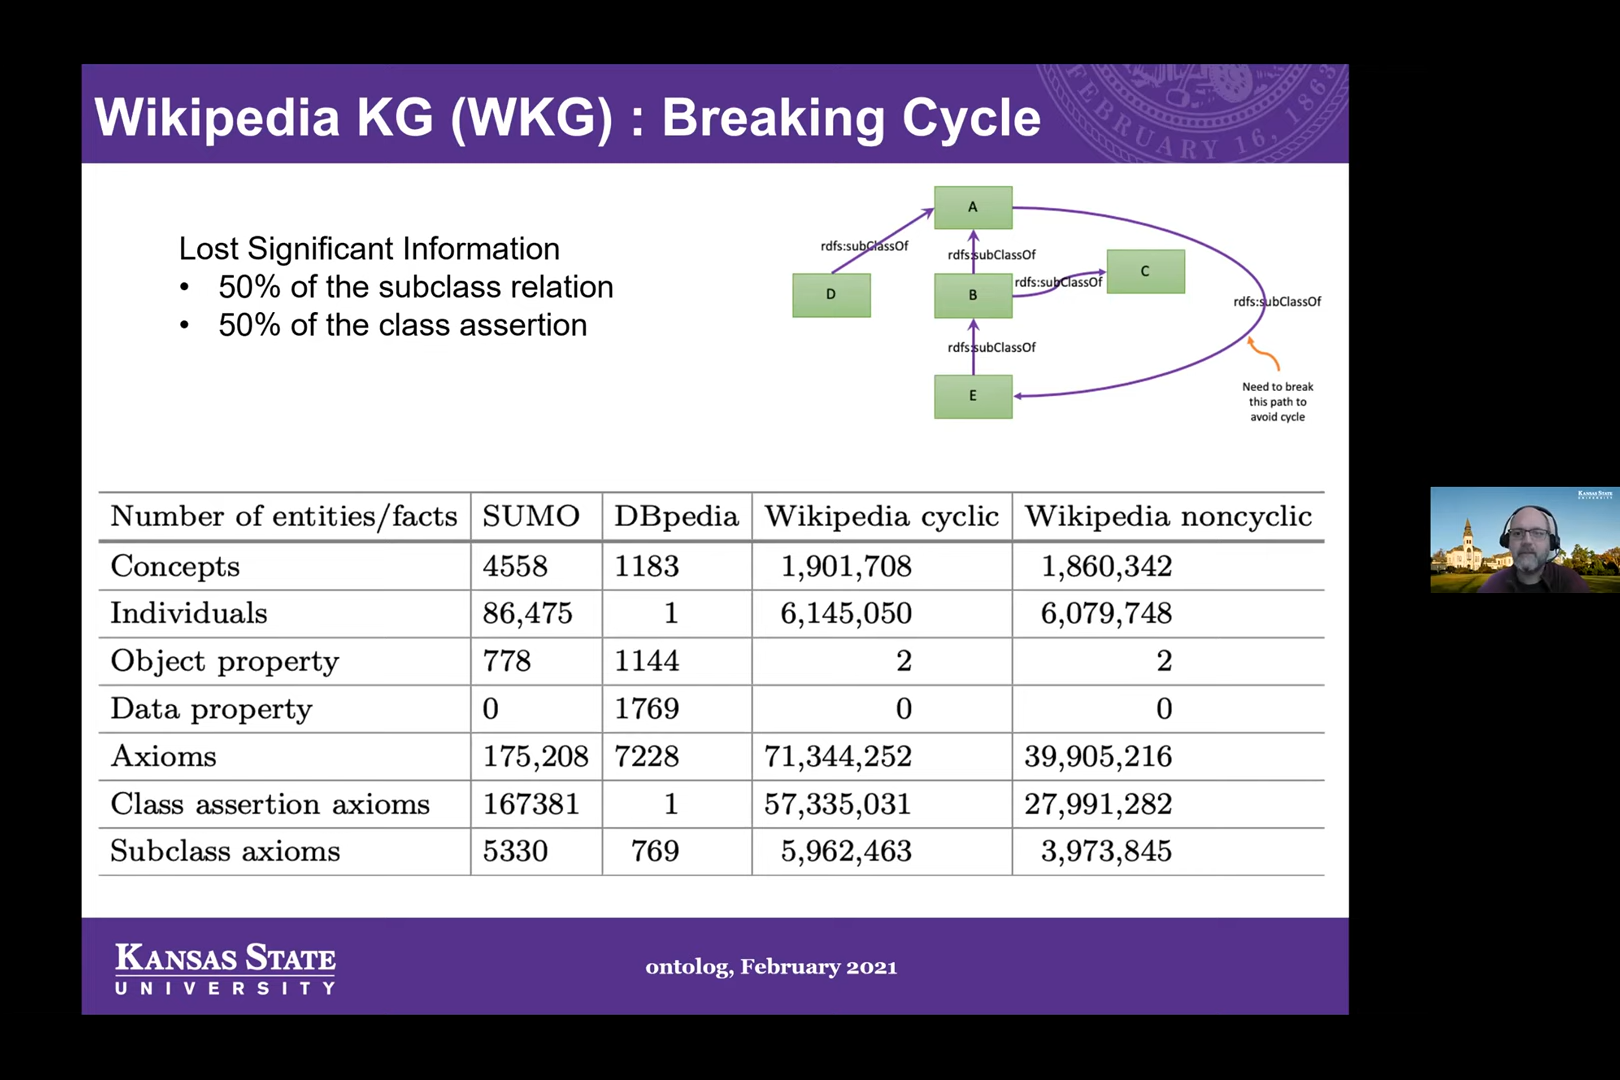 Wikipedia KG (WKG) : Breaking Cycle
FEBRUARY 16, 1863
Lost Significant Information
• 50% of the subclass relation
• 50% of the class assertion
A
rdfs:subClassOf
rdfs:subClassOf
C
rdfs:subClassOf
D
B
rdfs:subClassOf
rdfs:subClassOf
E
Need to break
this path to
avoid cycle
Number of entities/facts SUMO DBpedia Wikipedia cyclic Wikipedia noncyclic
Concepts 4558 1183 1,901,708 1,860,342
Individuals 86,475 1 6,145,050 6,079,748
Object property 778 1144 2 2
Data property 0 1769 0 0
Axioms 175,208 7228 71,344,252 39,905,216
Class assertion axioms 167381 1 57,335,031 27,991,282
Subclass axioms 5330 769 5,962,463 3,973,845
KANSAS STATE
UNIVERSITY
ontolog, February 2021
KANSAS STATE
UNIVERSITY